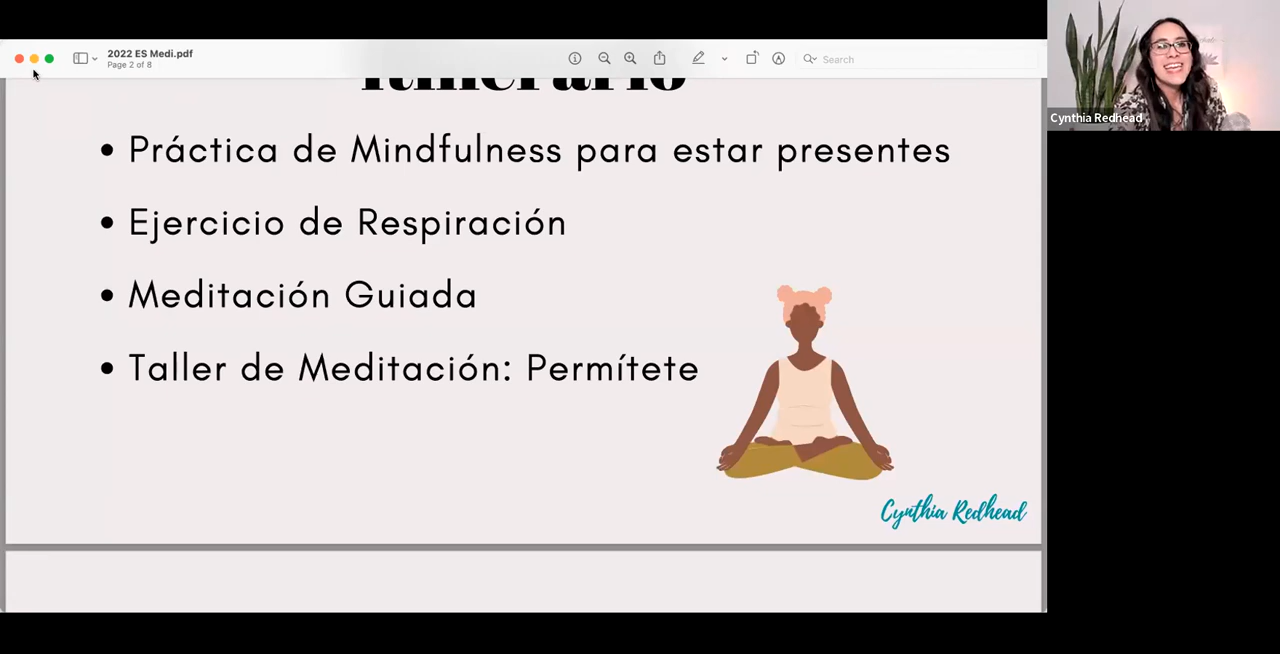 2022 ES Medi.pdf
Page 2 of 8
Search
Cynthia Redhead
Itinerario
• Práctica de Mindfulness para estar presentes
• Ejercicio de Respiración
• Meditación Guiada
• Taller de Meditación: Permítete
Cynthia Redhead